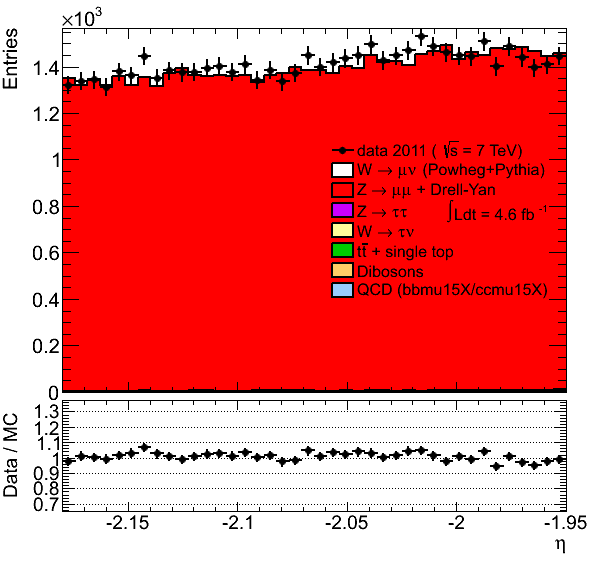 ×10³
Entries
1.4
1.2
1
0.8
0.6
0.4
0.2
0
data 2011 ( √s = 7 TeV)
W → μν (Powheg+Pythia)
Z → μμ + Drell-Yan
Z → ττ ∫Ldt = 4.6 fb⁻¹
W → τν
tt̅ + single top
Dibosons
QCD (bbmu15X/ccmu15X)
Data / MC
1.3
1.2
1.1
1
0.9
0.8
0.7
-2.15 -2.1 -2.05 -2 -1.95
η